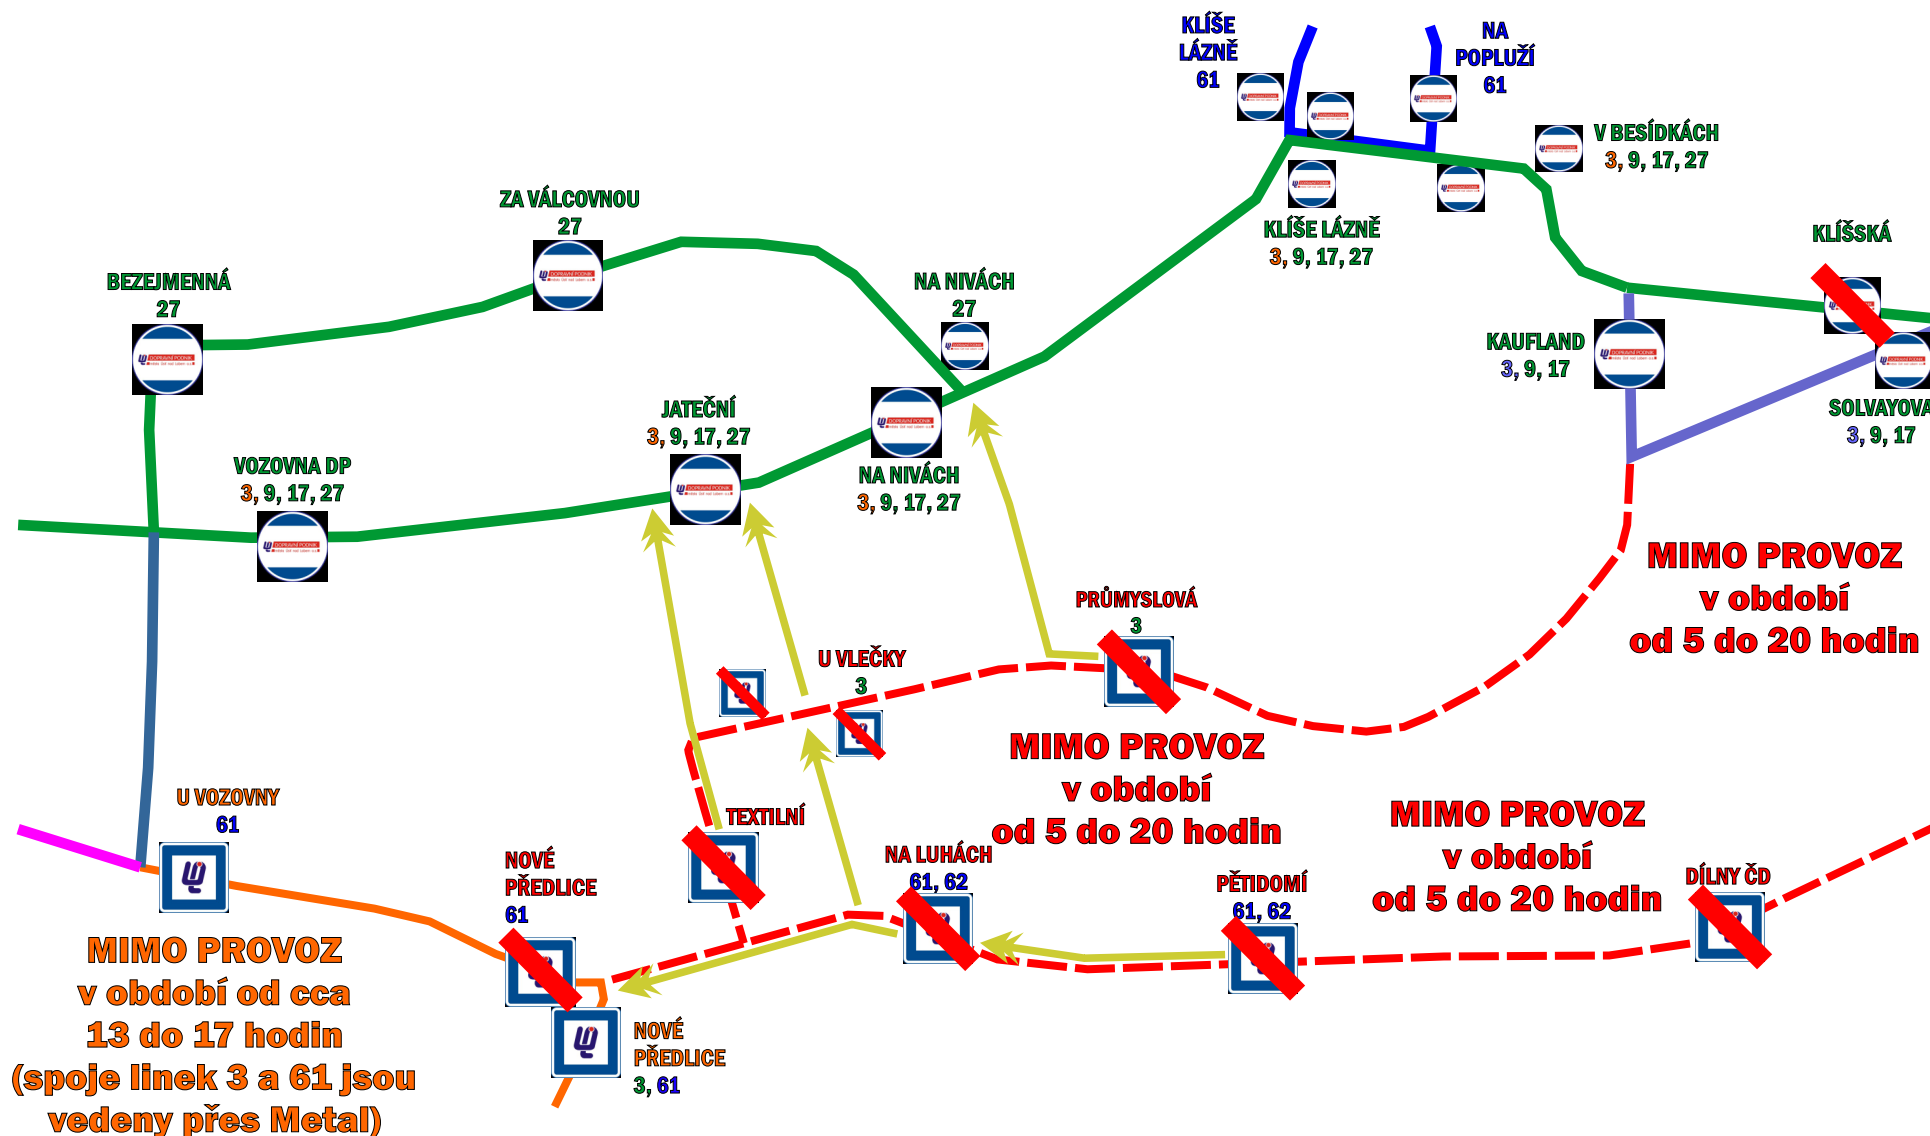 KLÍŠE
LÁZNĚ
61
NA
POPLUŽÍ
61
V BESÍDKÁCH
3, 9, 17, 27
KLÍŠE LÁZNĚ
3, 9, 17, 27
KLÍŠSKÁ
ZA VÁLCOVNOU
27
BEZEJMENNÁ
27
NA NIVÁCH
27
KAUFLAND
3, 9, 17
SOLVAYOVA
3, 9, 17
JATEČNÍ
3, 9, 17, 27
VOZOVNA DP
3, 9, 17, 27
NA NIVÁCH
3, 9, 17, 27
MIMO PROVOZ
v období
od 5 do 20 hodin
PRŮMYSLOVÁ
3
U VLEČKY
3
MIMO PROVOZ
v období
od 5 do 20 hodin
U VOZOVNY
61
TEXTILNÍ
MIMO PROVOZ
v období
od 5 do 20 hodin
NOVÉ
PŘEDLICE
61
NA LUHÁCH
61, 62
PĚTIDOMÍ
61, 62
DÍLNY ČD
MIMO PROVOZ
v období od cca
13 do 17 hodin
(spoje linek 3 a 61 jsou
vedeny přes Metal)
NOVÉ
PŘEDLICE
3, 61